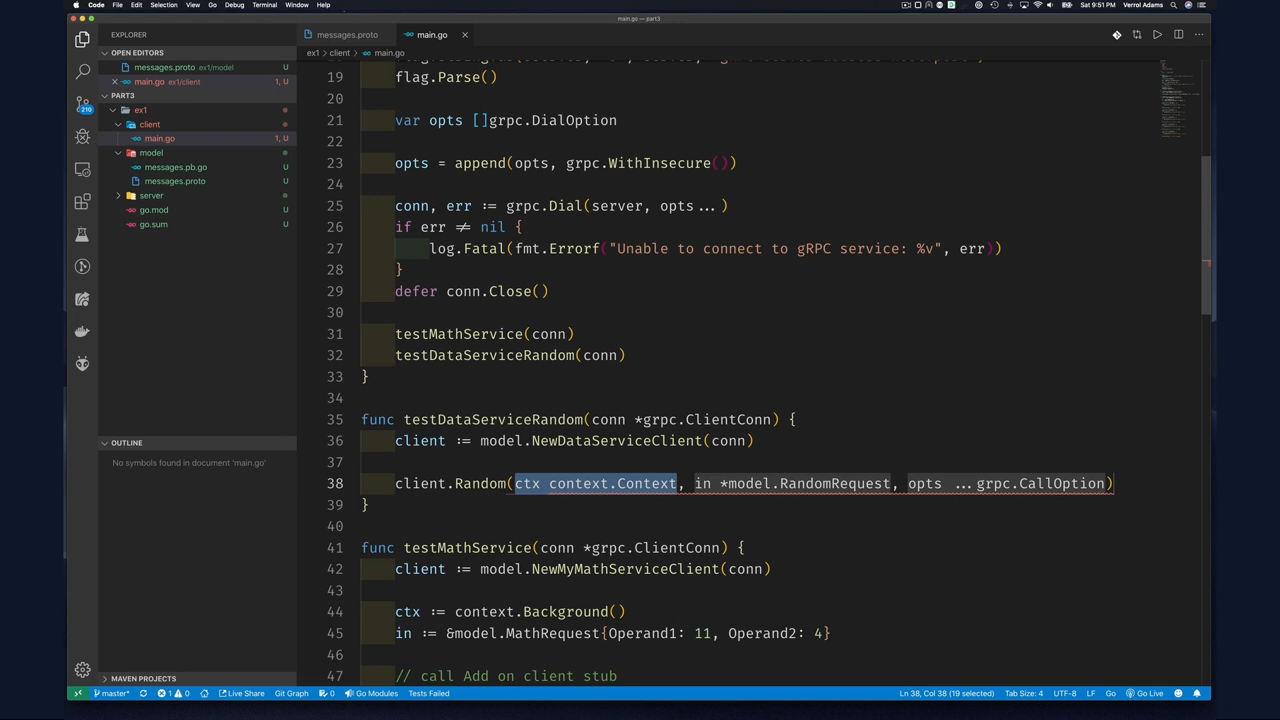 Code File Edit Selection View Go Debug Terminal Window Help
Sat 9:51 PM Verrol Adams
main.go — part3
EXPLORER
messages.proto
main.go
ex1 › client › main.go
OPEN EDITORS
messages.proto ex1/model U
main.go ex1/client 1, U
PART3
ex1
client
main.go 1, U
model
messages.pb.go U
messages.proto U
server
go.mod U
go.sum U
210
OUTLINE
No symbols found in document 'main.go'
MAVEN PROJECTS
19 flag.Parse()
20
21 var opts []grpc.DialOption
22
23 opts = append(opts, grpc.WithInsecure())
24
25 conn, err := grpc.Dial(server, opts...)
26 if err ≠ nil {
27 log.Fatal(fmt.Errorf("Unable to connect to gRPC service: %v", err))
28 }
29 defer conn.Close()
30
31 testMathService(conn)
32 testDataServiceRandom(conn)
33 }
34
35 func testDataServiceRandom(conn *grpc.ClientConn) {
36 client := model.NewDataServiceClient(conn)
37
38 client.Random(ctx context.Context, in *model.RandomRequest, opts ...grpc.CallOption)
39 }
40
41 func testMathService(conn *grpc.ClientConn) {
42 client := model.NewMyMathServiceClient(conn)
43
44 ctx := context.Background()
45 in := &model.MathRequest{Operand1: 11, Operand2: 4}
46
47 // call Add on client stub
master* 1 0 Live Share Git Graph 0 Go Modules Tests Failed Ln 38, Col 38 (19 selected) Tab Size: 4 UTF-8 LF Go Go Live